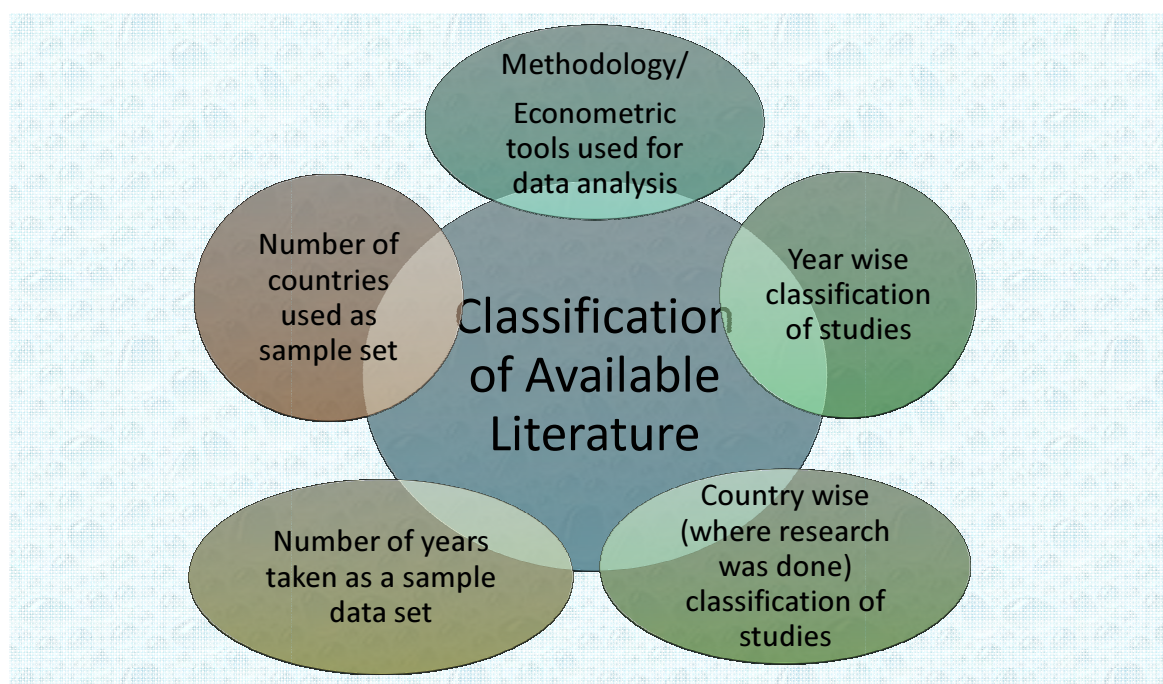 Methodology/
Econometric
tools used for
data analysis
Number of
countries
used as
sample set
Year wise
classification
of studies
Classification
of Available
Literature
Number of years
taken as a sample
data set
Country wise
(where research
was done)
classification of
studies